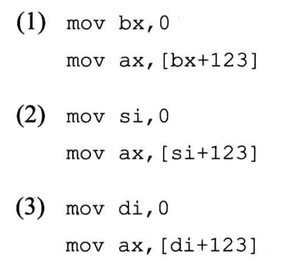 (1) mov bx,0
mov ax,[bx+123]
(2) mov si,0
mov ax,[si+123]
(3) mov di,0
mov ax,[di+123]